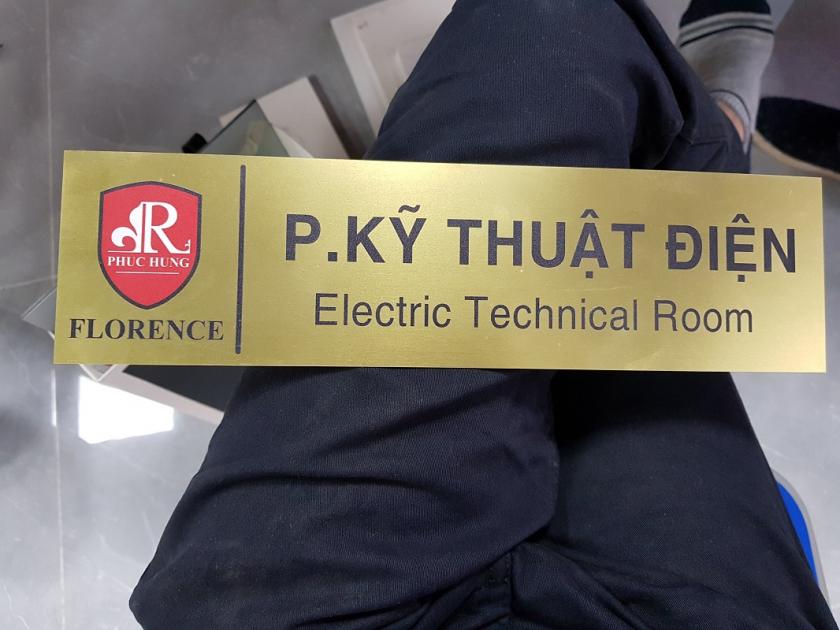 PHUC HUNG
FLORENCE
P.KỸ THUẬT ĐIỆN
Electric Technical Room